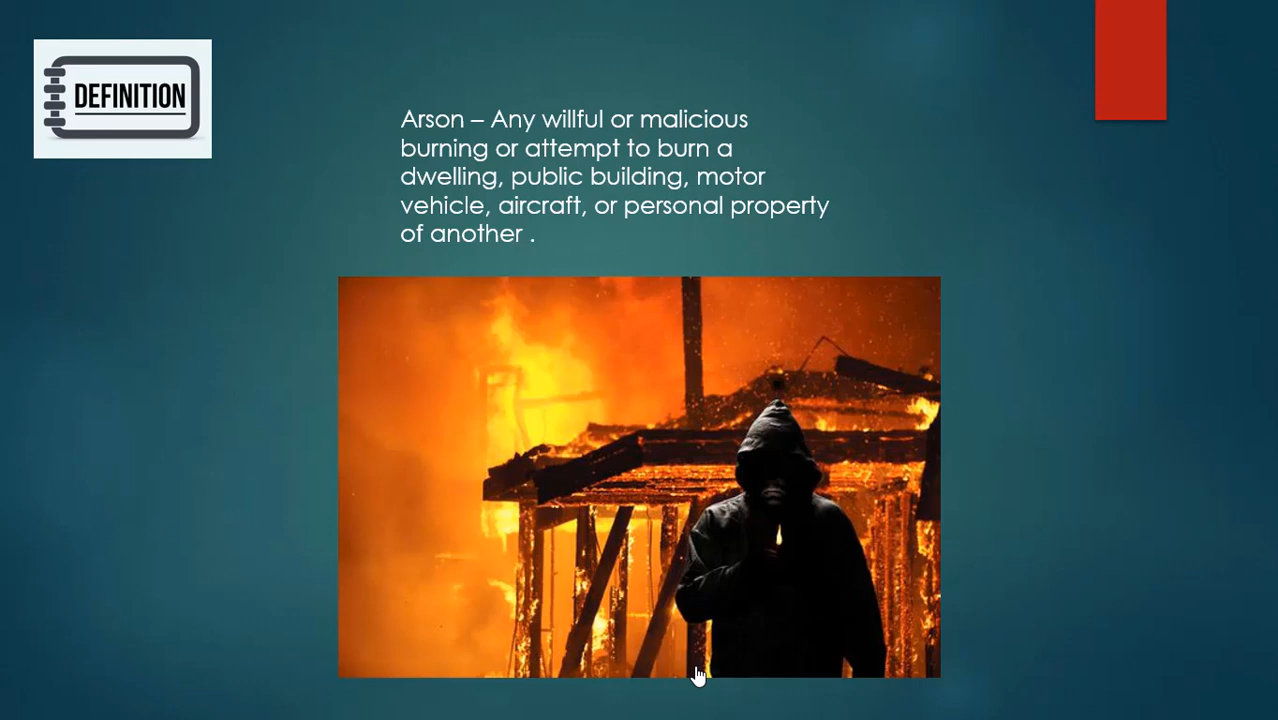 DEFINITION
Arson – Any willful or malicious
burning or attempt to burn a
dwelling, public building, motor
vehicle, aircraft, or personal property
of another .